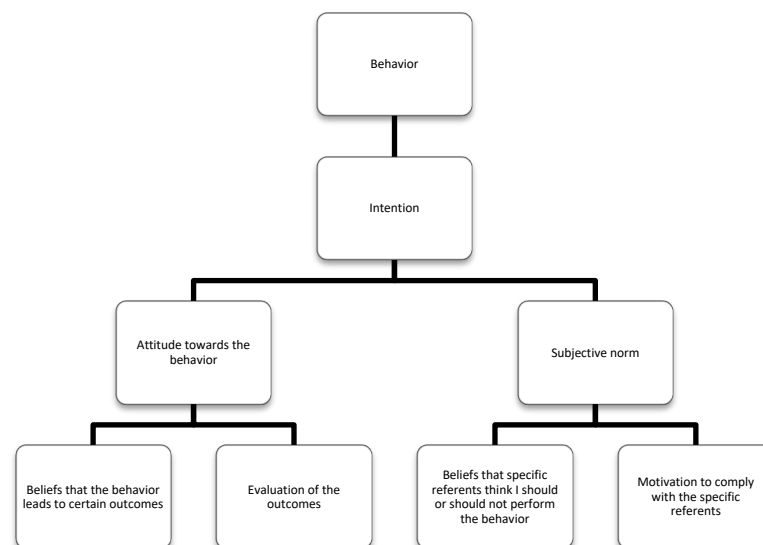 Behavior
Intention
Attitude towards the
behavior
Subjective norm
Beliefs that the behavior
leads to certain outcomes
Evaluation of the
outcomes
Beliefs that specific
referents think I should
or should not perform
the behavior
Motivation to comply
with the specific
referents